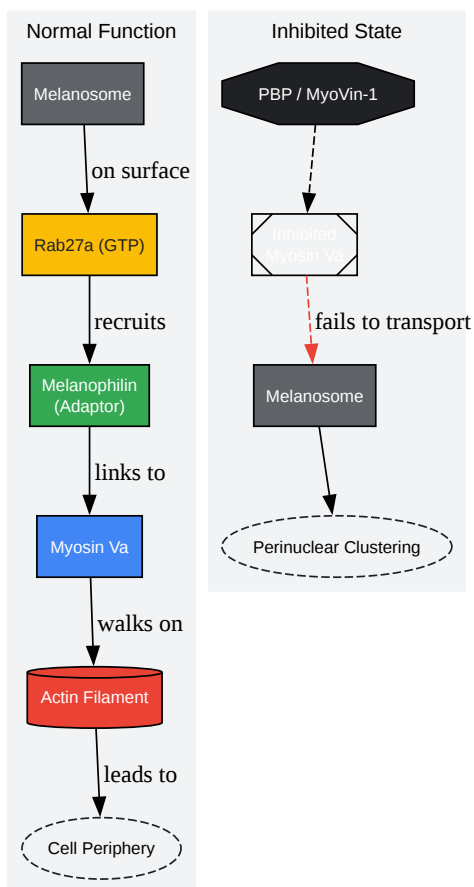 Normal Function
Melanosome
on surface
Rab27a (GTP)
recruits
Melanophilin
(Adaptor)
links to
Myosin Va
walks on
Actin Filament
leads to
Cell Periphery
Inhibited State
PBP / MyoVin-1
Inhibited
Myosin Va
fails to transport
Melanosome
Perinuclear Clustering